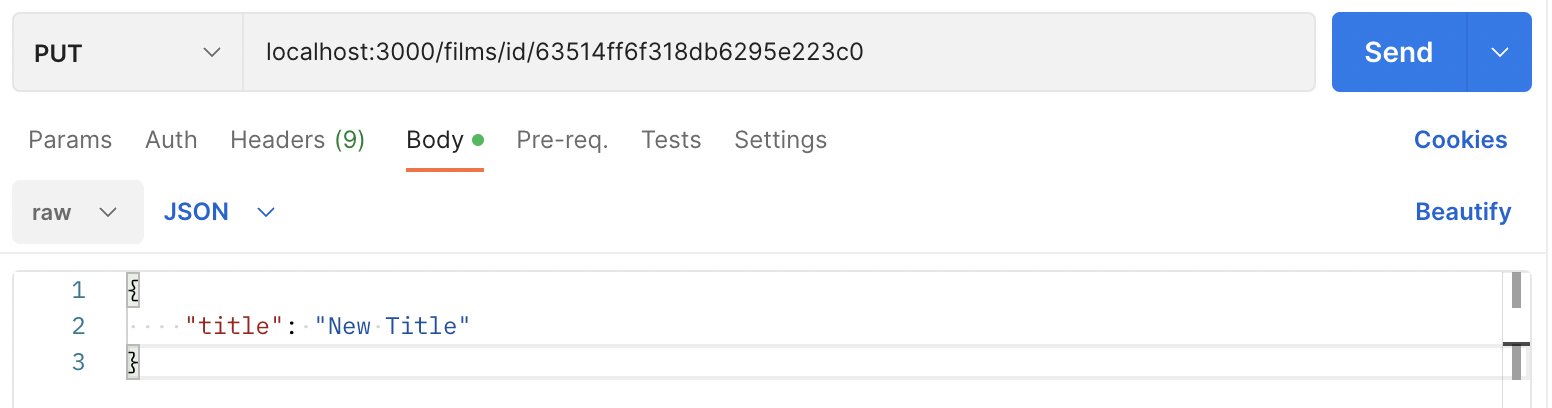 PUT localhost:3000/films/id/63514ff6f318db6295e223c0 Send
Params Auth Headers (9) Body Pre-req. Tests Settings Cookies
raw JSON Beautify
1 {
2 "title": "New Title"
3 }